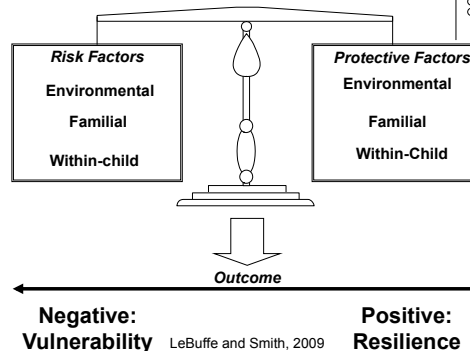 Risk Factors
Environmental
Familial
Within-child
Protective Factors
Environmental
Familial
Within-Child
Outcome
Negative:
Vulnerability
LeBuffe and Smith, 2009
Positive:
Resilience